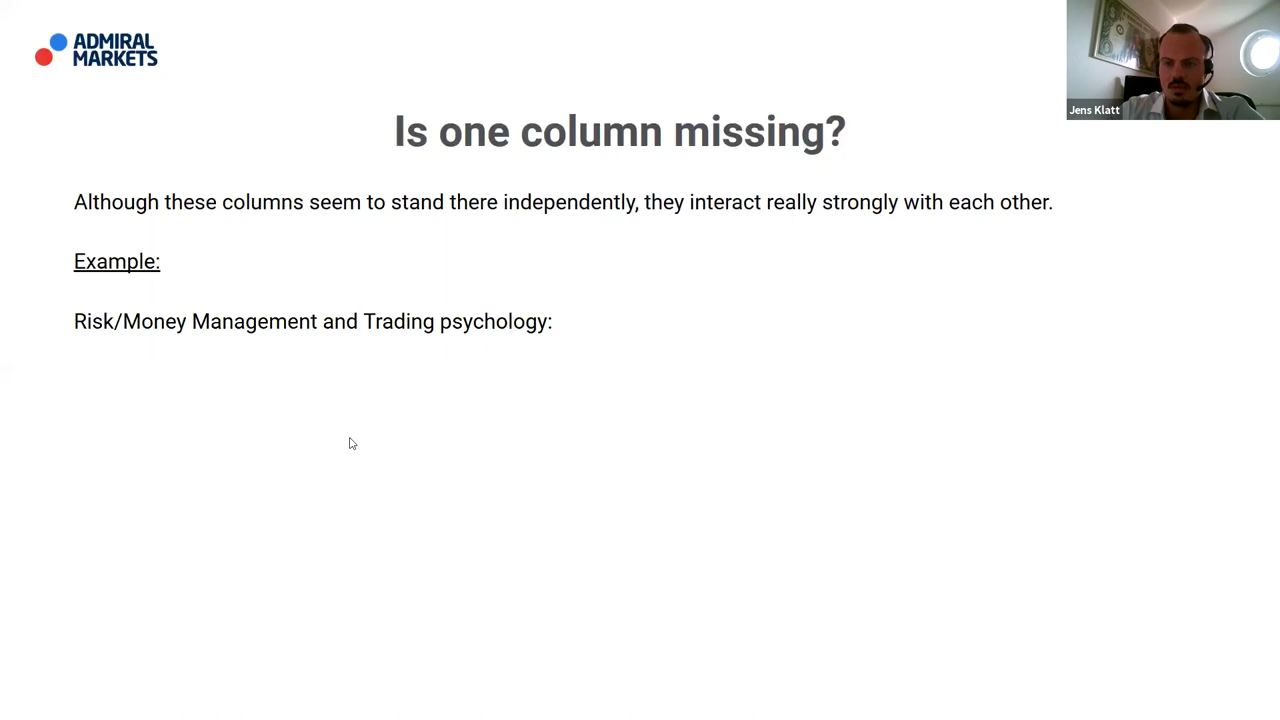 ADMIRAL
MARKETS
Jens Klatt
Is one column missing?
Although these columns seem to stand there independently, they interact really strongly with each other.
Example:
Risk/Money Management and Trading psychology: